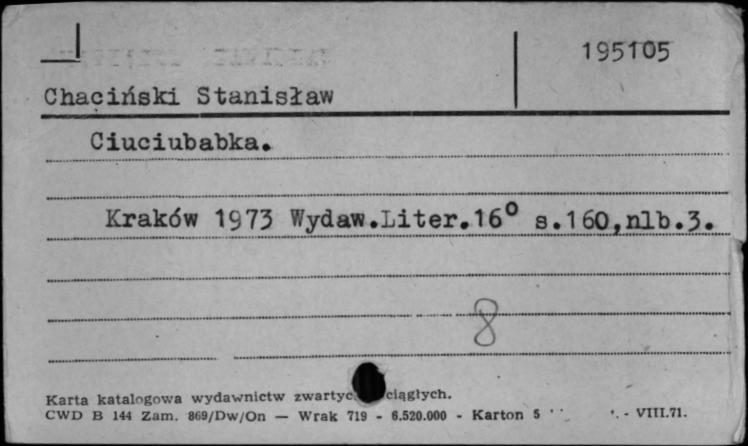 195105
Chaciński Stanisław
Ciuciubabka.
Kraków 1973 Wydaw.Liter.16° s.160,nlb.3.
8
Karta katalogowa wydawnictw ciągłych.
CWD B 144 Zam. 869/Dw/On — Wrak 719 - 6.520.000 - Karton 5 - VIII.71.